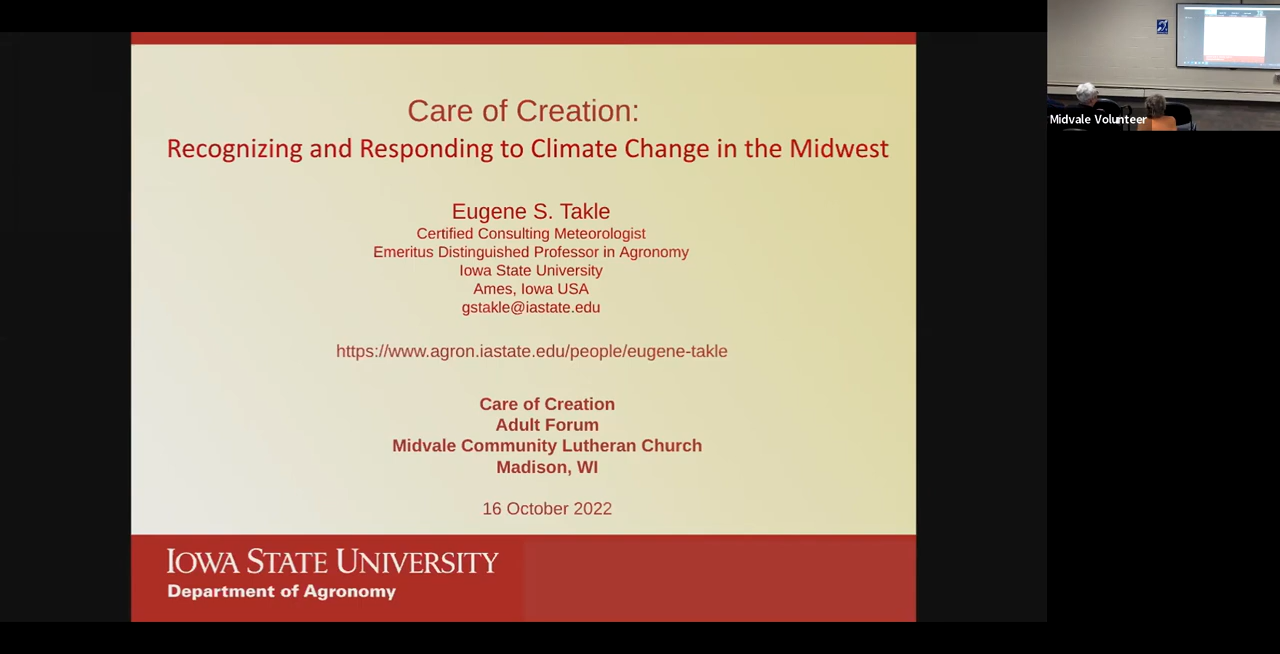 Care of Creation:
Recognizing and Responding to Climate Change in the Midwest
Eugene S. Takle
Certified Consulting Meteorologist
Emeritus Distinguished Professor in Agronomy
Iowa State University
Ames, Iowa USA
gstakle@iastate.edu
https://www.agron.iastate.edu/people/eugene-takle
Care of Creation
Adult Forum
Midvale Community Lutheran Church
Madison, WI
16 October 2022
IOWA STATE UNIVERSITY
Department of Agronomy
Midvale Volunteer